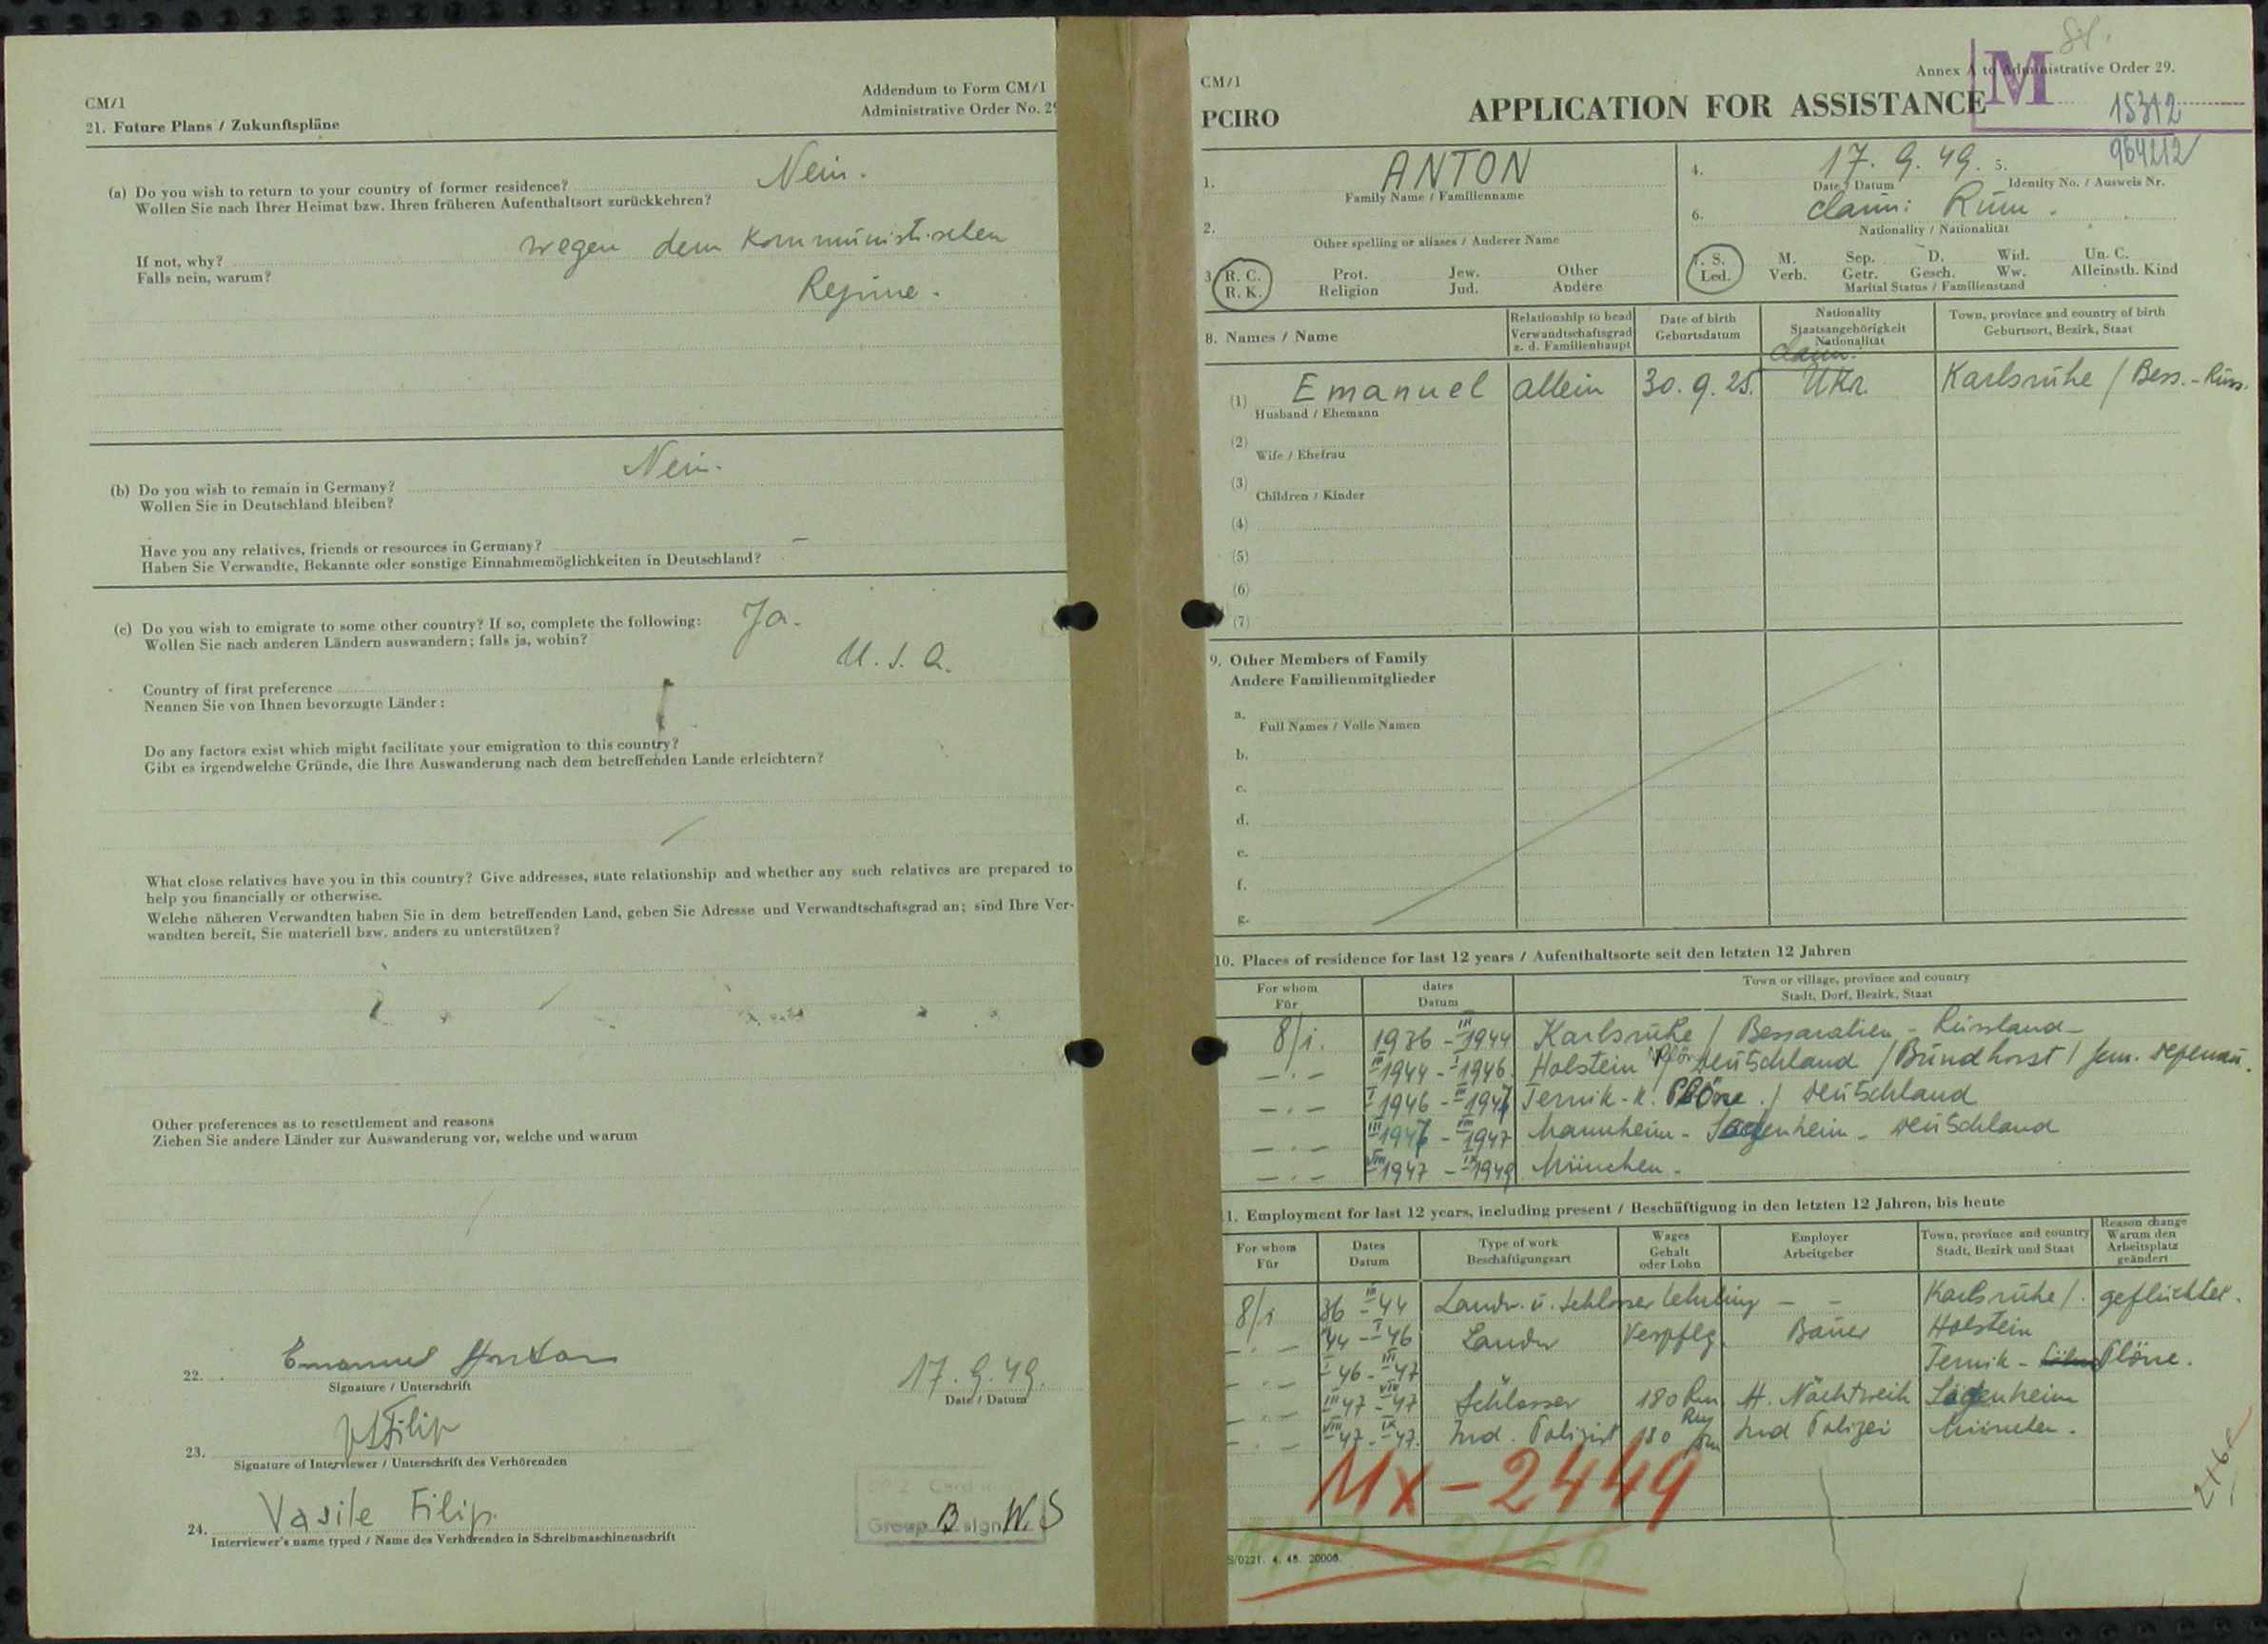 CM/1
Addendum to Form CM/1
Administrative Order No. 29
21. Future Plans / Zukunftspläne
(a) Do you wish to return to your country of former residence? Nein.
Wollen Sie nach Ihrer Heimat bzw. Ihren früheren Aufenthaltsort zurückkehren?
If not, why? wegen dem kommunistischen
Falls nein, warum? Regime.
(b) Do you wish to remain in Germany? Nein.
Wollen Sie in Deutschland bleiben?
Have you any relatives, friends or resources in Germany? –
Haben Sie Verwandte, Bekannte oder sonstige Einnahmemöglichkeiten in Deutschland?
(c) Do you wish to emigrate to some other country? If so, complete the following: Ja.
Wollen Sie nach anderen Ländern auswandern; falls ja, wohin?
Country of first preference U.S.A.
Nennen Sie von Ihnen bevorzugte Länder:
Do any factors exist which might facilitate your emigration to this country?
Gibt es irgendwelche Gründe, die Ihre Auswanderung nach dem betreffenden Lande erleichtern?
What close relatives have you in this country? Give addresses, state relationship and whether any such relatives are prepared to
help you financially or otherwise.
Welche näheren Verwandten haben Sie in dem betreffenden Land, geben Sie Adresse und Verwandtschaftsgrad an; sind Ihre Ver-
wandten bereit, Sie materiell bzw. anders zu unterstützen?
Other preferences as to resettlement and reasons
Ziehen Sie andere Länder zur Auswanderung vor, welche und warum
22. Emanuel Anton 17.9.49.
Signature / Unterschrift Date / Datum
23. VFilip
Signature of Interviewer / Unterschrift des Verhörenden
24. Vasile Filip.
Interviewer's name typed / Name des Verhörenden in Schreibmaschinenschrift
Group B sign W.S
CM/1
Annex A to Administrative Order 29.
M
PCIRO
APPLICATION FOR ASSISTANCE
15312
964212
1. ANTON
Family Name / Familienname
4. 17.9.49.
Date / Datum
5.
Identity No. / Ausweis Nr.
2.
Other spelling or aliases / Anderer Name
6. claim: Rum.
Nationality / Nationalität
3. R. C. Prot. Jew. Other
R. K. Religion Jud. Andere
7. S. M. Sep. D. Wid. Un. C.
Led. Verh. Getr. Gesch. Ww. Alleinsth. Kind
Marital Status / Familienstand
8. Names / Name
Relationship to head
Verwandtschaftsgrad
z. d. Familienhaupt
Date of birth
Geburtsdatum
Nationality
Staatsangehörigkeit
Nationalität
Town, province and country of birth
Geburtsort, Bezirk, Staat
claim.
(1) Emanuel allein 30.9.25. Ukr. Karlsruhe / Bess. - Russ.
Husband / Ehemann
(2)
Wife / Ehefrau
(3)
Children / Kinder
(4)
(5)
(6)
(7)
9. Other Members of Family
Andere Familienmitglieder
a.
Full Names / Volle Namen
b.
c.
d.
e.
f.
g.
10. Places of residence for last 12 years / Aufenthaltsorte seit den letzten 12 Jahren
For whom
Für
dates
Datum
Town or village, province and country
Stadt, Dorf, Bezirk, Staat
8/1. 1936 - III 1944 Karlsruhe / Bessarabien - Russland -
– . – III 1944 - I 1946. Holstein Deutschland / Bundhorst /
– . – I 1946 - III 1947 Plöne. / Deutschland
– . – III 1947 - VIII 1947 Mannheim - Deutschland
– . – VIII 1947 - IX 1949 München.
11. Employment for last 12 years, including present / Beschäftigung in den letzten 12 Jahren, bis heute
For whom
Für
Dates
Datum
Type of work
Beschäftigungsart
Wages
Gehalt
oder Lohn
Employer
Arbeitgeber
Town, province and country
Stadt, Bezirk und Staat
Reason change
Warum den
Arbeitsplatz
geändert
8/1 36 - III 44 Landw. u. Schlosser Lehrling – – Karlsruhe /. geflüchtet.
– . – 44 - I 46 Landw Verpflg. Bauer Holstein
– . – I 46 - III 47 Plöne.
– . – III 47 - VIII 47 Schlosser 180 Rm H. Nachtweih
– . – VIII 47 - IX 47. Ind. Polizist 180 Rm Ind Polizei München.
Mx - 2449
S/0221. 4. 48. 20000.